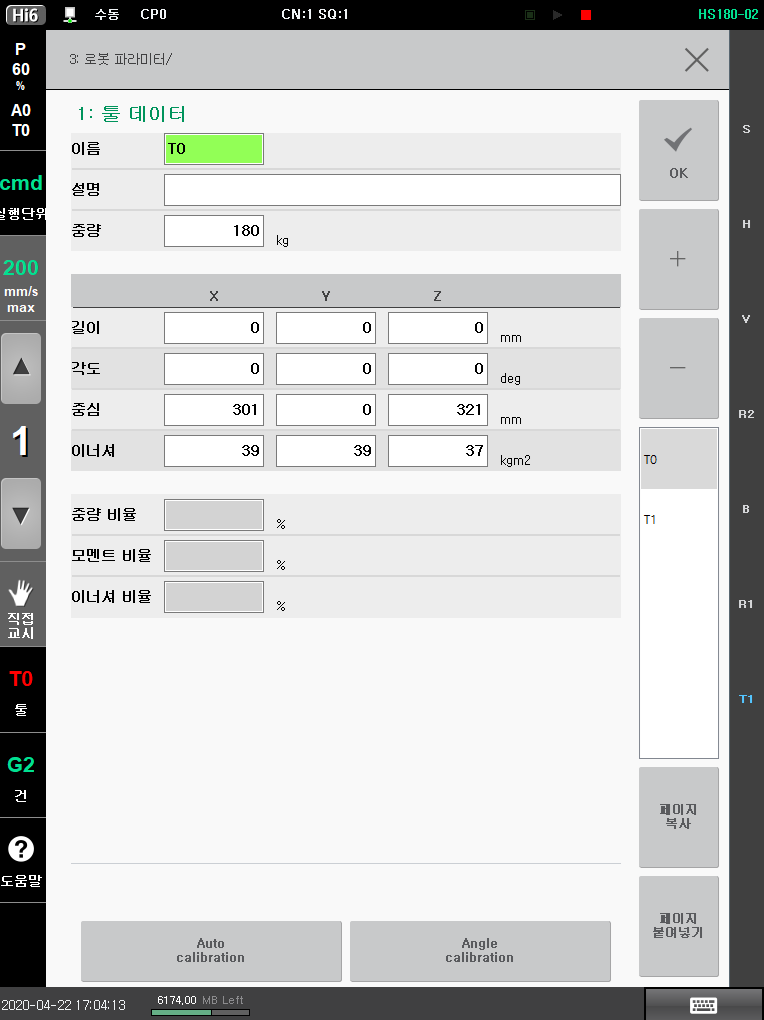 Hi6 수동 CP0 CN:1 SQ:1 HS180-02
P
60
%
A0
T0
cmd
실행단위
200
mm/s
max
1
직접
교시
T0
툴
G2
건
도움말
3: 로봇 파라미터/
1: 툴 데이터
이름 T0
설명
중량 180 kg
X Y Z
길이 0 0 0 mm
각도 0 0 0 deg
중심 301 0 321 mm
이너셔 39 39 37 kgm2
중량 비율 %
모멘트 비율 %
이너셔 비율 %
Auto
calibration
Angle
calibration
OK
+
−
T0
T1
페이지
복사
페이지
붙여넣기
S
H
V
R2
B
R1
T1
2020-04-22 17:04:13 6174,00 MB Left